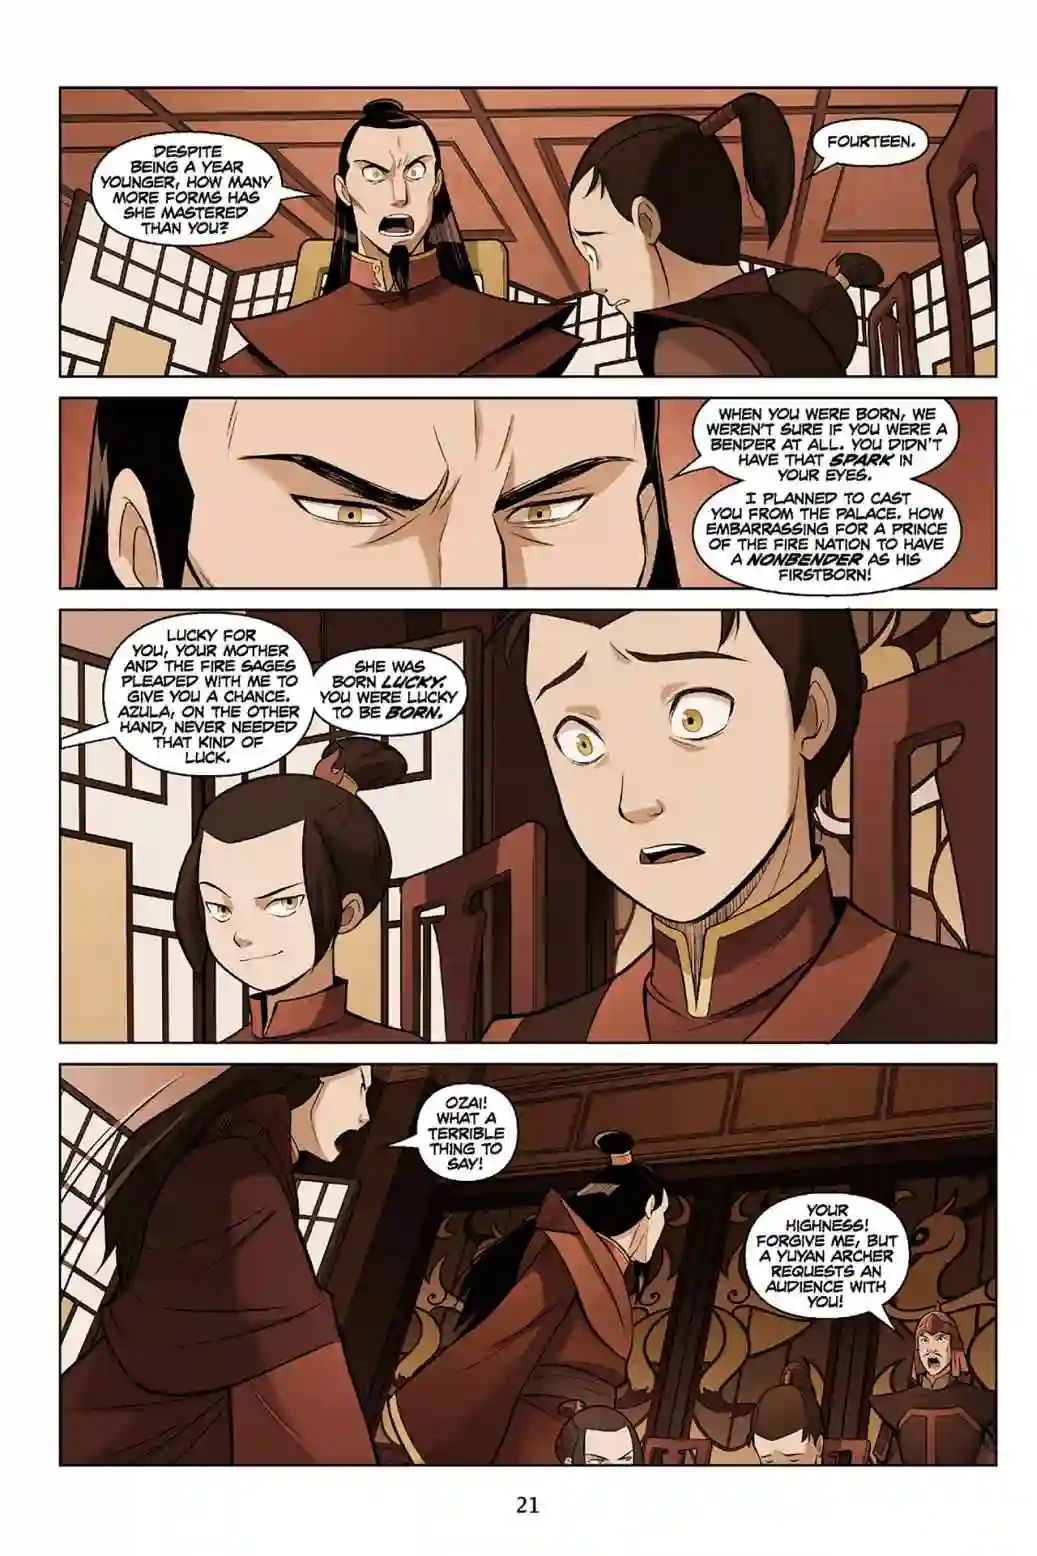 DESPITE
BEING A YEAR
YOUNGER, HOW MANY
MORE FORMS HAS
SHE MASTERED
THAN YOU?
FOURTEEN.
WHEN YOU WERE BORN, WE
WEREN'T SURE IF YOU WERE A
BENDER AT ALL. YOU DIDN'T
HAVE THAT SPARK IN
YOUR EYES.
I PLANNED TO CAST
YOU FROM THE PALACE. HOW
EMBARRASSING FOR A PRINCE
OF THE FIRE NATION TO HAVE
A NONBENDER AS HIS
FIRSTBORN!
LUCKY FOR
YOU, YOUR MOTHER
AND THE FIRE SAGES
PLEADED WITH ME TO
GIVE YOU A CHANCE.
AZULA, ON THE OTHER
HAND, NEVER NEEDED
THAT KIND OF
LUCK.
SHE WAS
BORN LUCKY.
YOU WERE LUCKY
TO BE BORN.
OZAI!
WHAT A
TERRIBLE
THING TO
SAY!
YOUR
HIGHNESS!
FORGIVE ME, BUT
A YUYAN ARCHER
REQUESTS AN
AUDIENCE WITH
YOU!
21